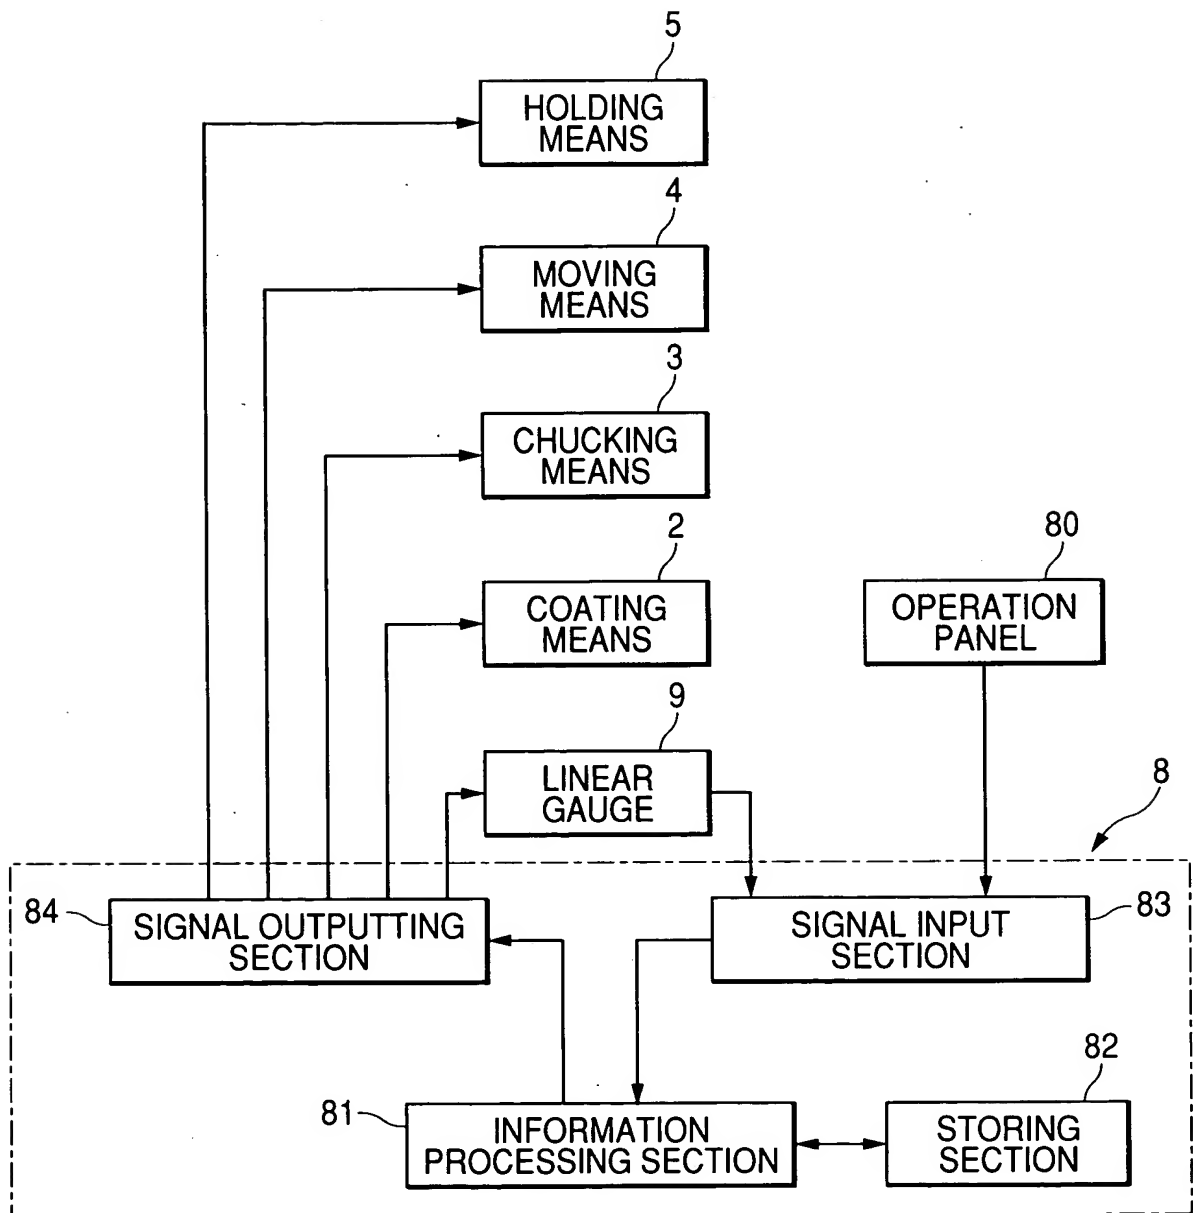 5
HOLDING
MEANS
4
MOVING
MEANS
3
CHUCKING
MEANS
2
COATING
MEANS
80
OPERATION
PANEL
9
LINEAR
GAUGE
8
84
SIGNAL OUTPUTTING
SECTION
SIGNAL INPUT
SECTION
83
81
INFORMATION
PROCESSING SECTION
82
STORING
SECTION